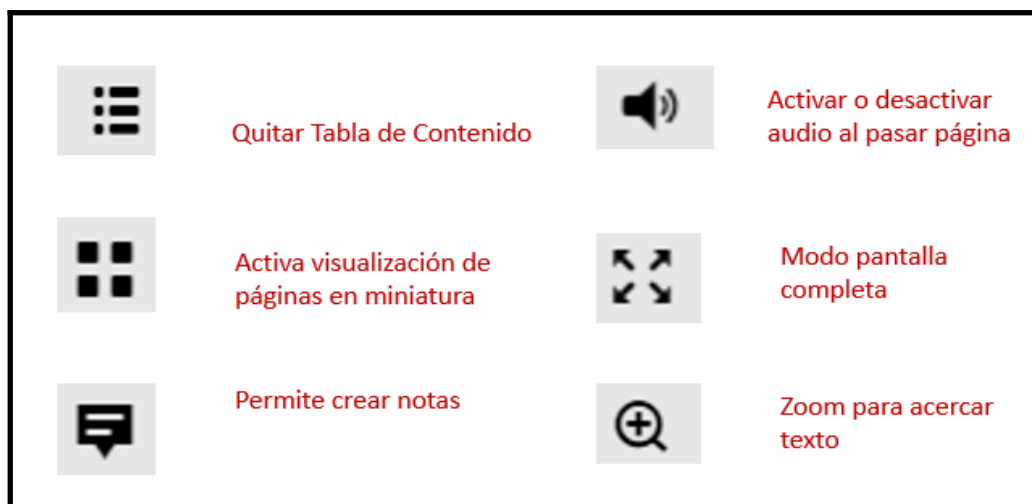 Quitar Tabla de Contenido
Activar o desactivar
audio al pasar página
Activa visualización de
páginas en miniatura
Modo pantalla
completa
Permite crear notas
Zoom para acercar
texto